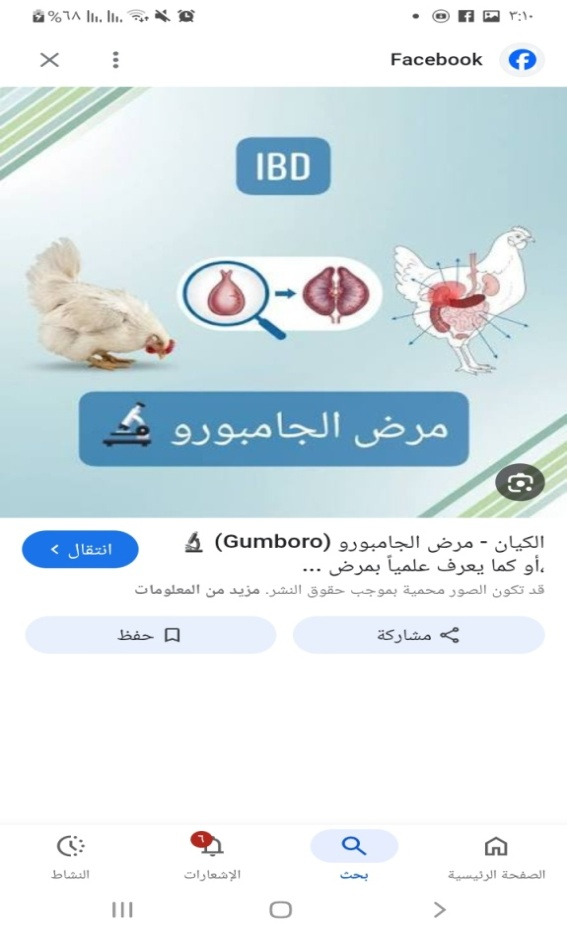 %٦٨
٣:١٠
Facebook
IBD
مرض الجامبورو
الكيان - مرض الجامبورو (Gumboro)
،أو كما يعرف علمياً بمرض ...
انتقال
قد تكون الصور محمية بموجب حقوق النشر. مزيد من المعلومات
مشاركة
حفظ
٦
الصفحة الرئيسية
بحث
الإشعارات
النشاط